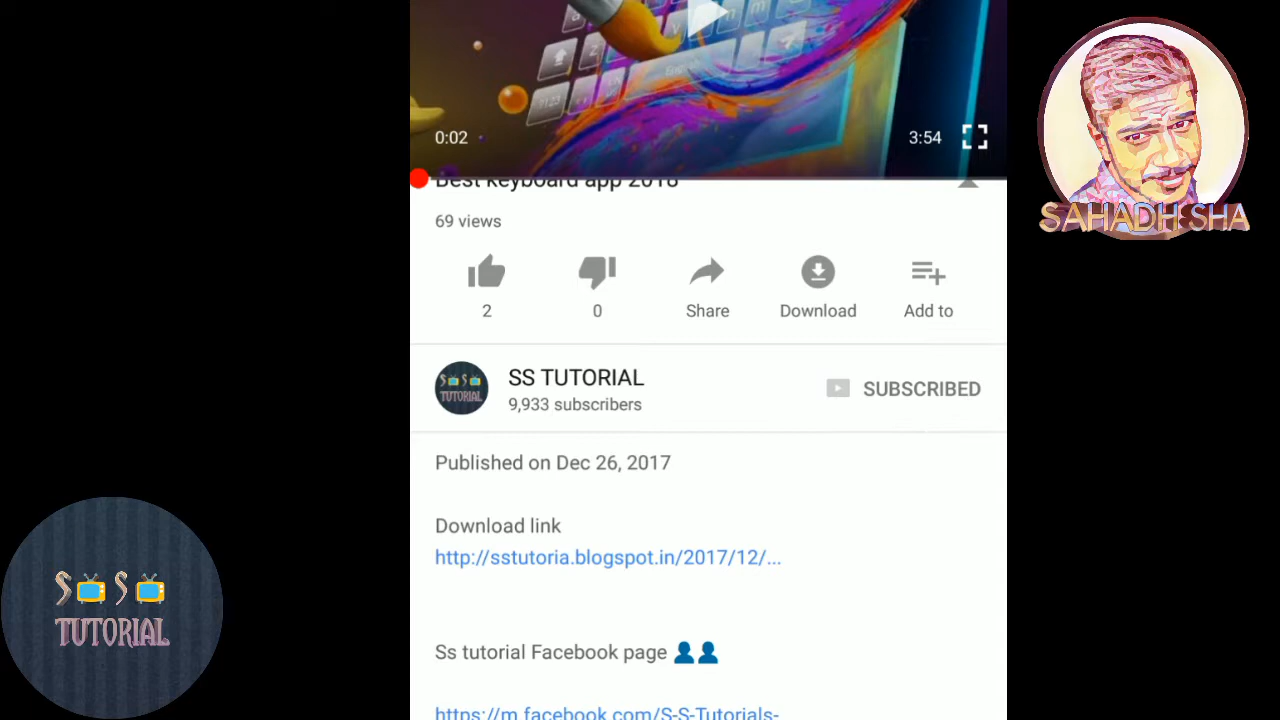 0:02
3:54
Best keyboard app 2018
69 views
2
0
Share
Download
Add to
SS TUTORIAL
9,933 subscribers
SUBSCRIBED
Published on Dec 26, 2017
Download link
http://sstutoria.blogspot.in/2017/12/...
Ss tutorial Facebook page
https://m.facebook.com/S-S-Tutorials-
SAHADH SHA
S S
TUTORIAL
S S
TUTORIAL